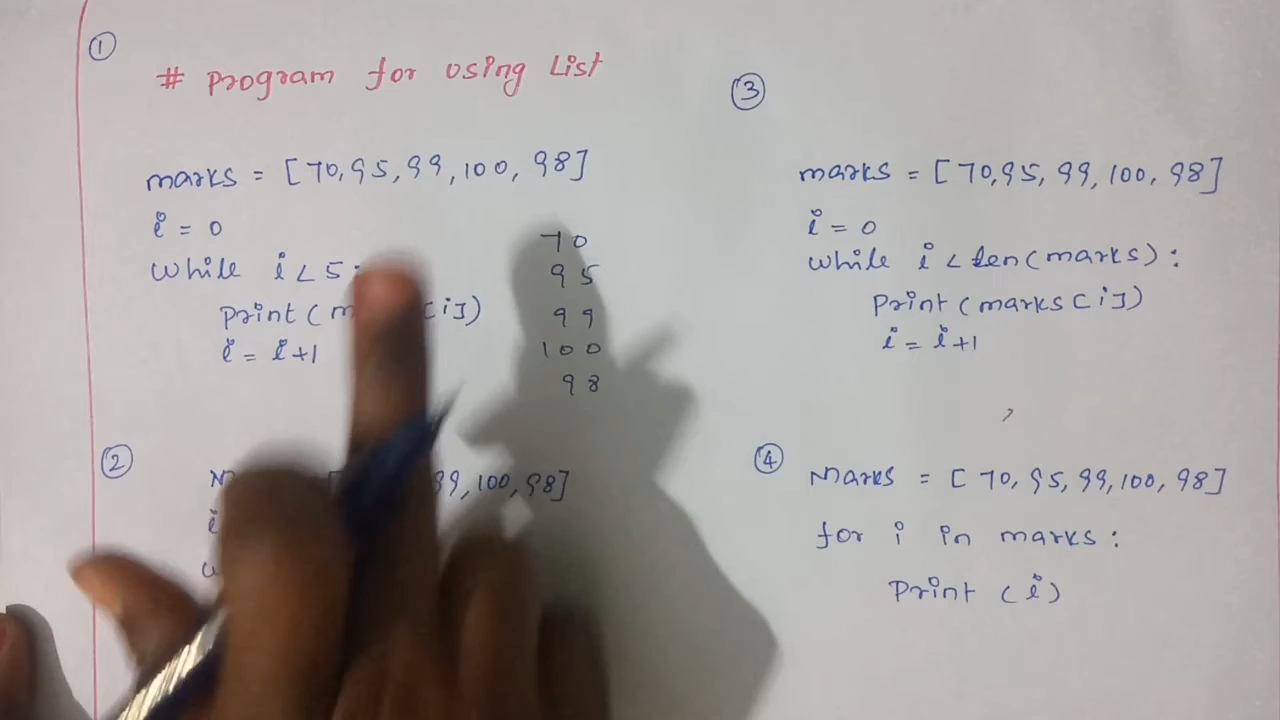 ①
# Program for using List
marks = [70,95,99,100,98]
i = 0
while i<5:
print( [i])
i = i+1
70
95
99
100
98
②
99,100,98]
③
marks = [70,95,99,100,98]
i = 0
while i<len(marks):
print(marks[i])
i = i+1
④
Marks = [70,95,99,100,98]
for i in marks:
Print (i)